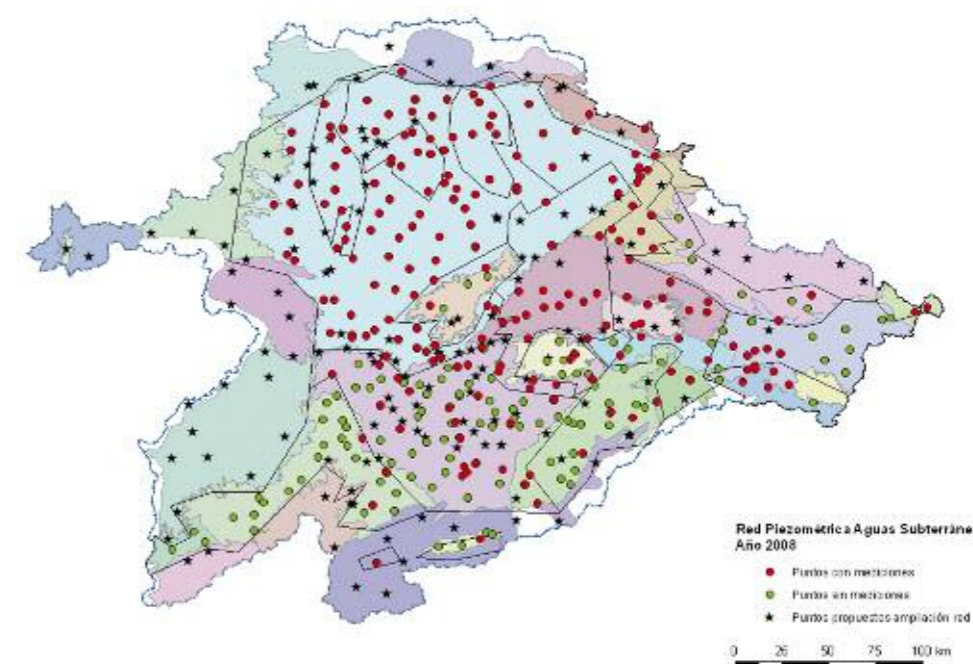 Red Piezométrica Aguas Subterráne
Año 2008
Puntos con mediciones
Puntos sin mediciones
Puntos propuestos ampliación red
0 25 50 75 100 km